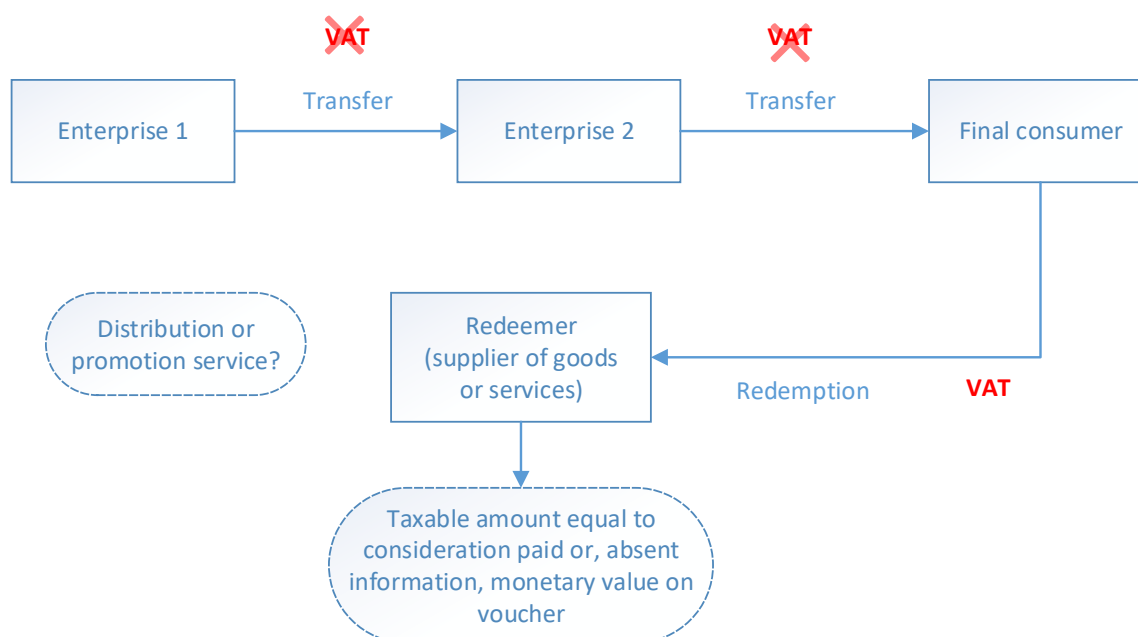 VAT
VAT
Transfer
Transfer
Enterprise 1
Enterprise 2
Final consumer
Distribution or
promotion service?
Redeemer
(supplier of goods
or services)
Redemption
VAT
Taxable amount equal to
consideration paid or, absent
information, monetary value on
voucher